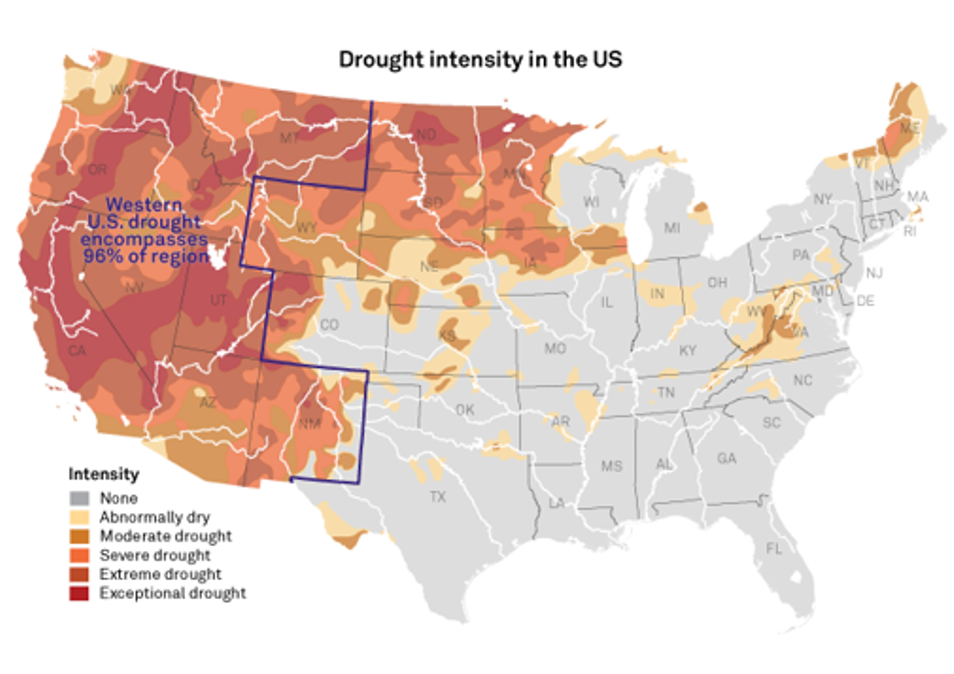 Drought intensity in the US
WA
MT
ND
OR
ID
MN
ME
VT
NH
NY
MA
CT
RI
WI
MI
SD
WY
Western
U.S. drought
encompasses
96% of region
NE
IA
PA
NJ
NV
UT
IL
IN
OH
MD
DE
WV
VA
CO
KS
MO
KY
CA
NC
TN
AZ
NM
OK
AR
SC
MS
AL
GA
TX
LA
FL
Intensity
None
Abnormally dry
Moderate drought
Severe drought
Extreme drought
Exceptional drought